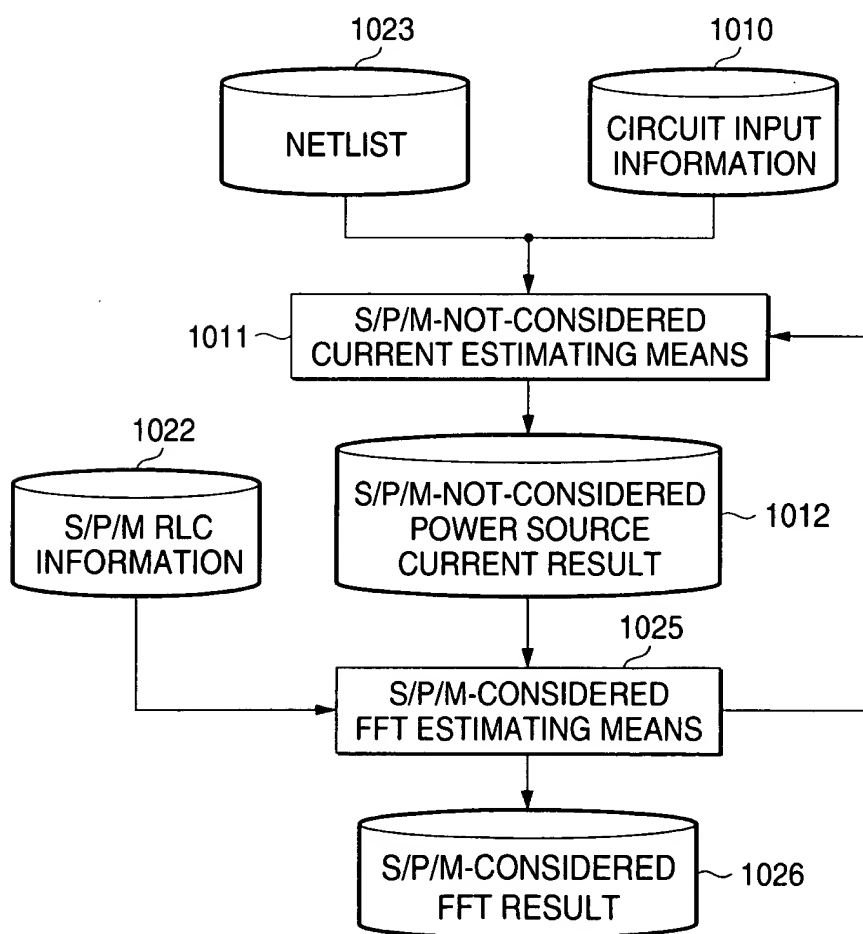 1023
1010
NETLIST
CIRCUIT INPUT
INFORMATION
1011
S/P/M-NOT-CONSIDERED
CURRENT ESTIMATING MEANS
1022
S/P/M RLC
INFORMATION
S/P/M-NOT-CONSIDERED
POWER SOURCE
CURRENT RESULT
1012
1025
S/P/M-CONSIDERED
FFT ESTIMATING MEANS
S/P/M-CONSIDERED
FFT RESULT
1026